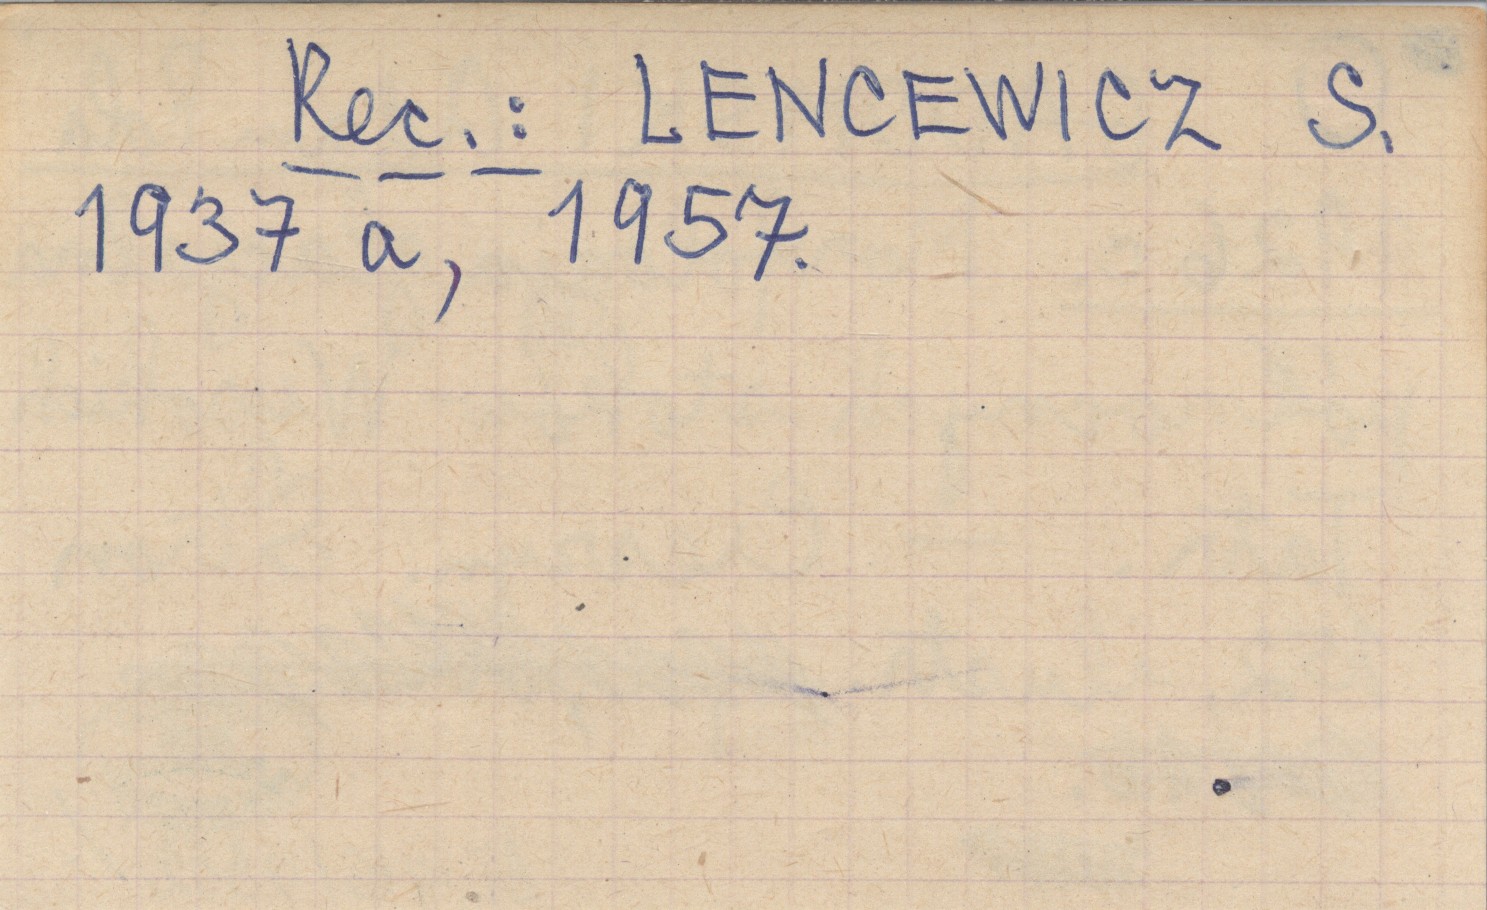 Rec.: LENCEWICZ S.
1937 a, 1957.